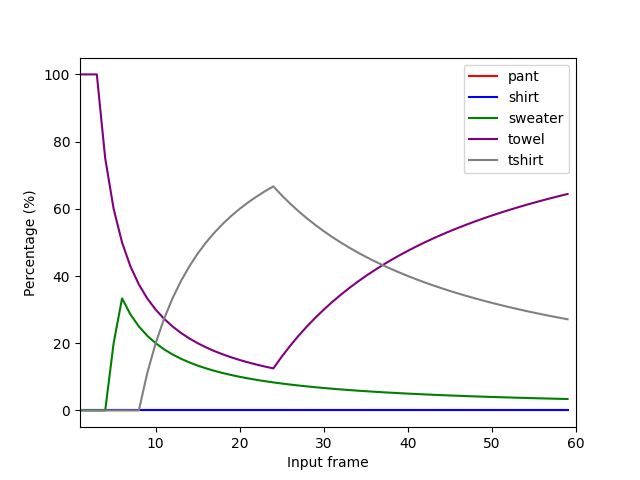 100
80
60
40
20
0
Percentage (%)
10 20 30 40 50 60
Input frame
pant
shirt
sweater
towel
tshirt